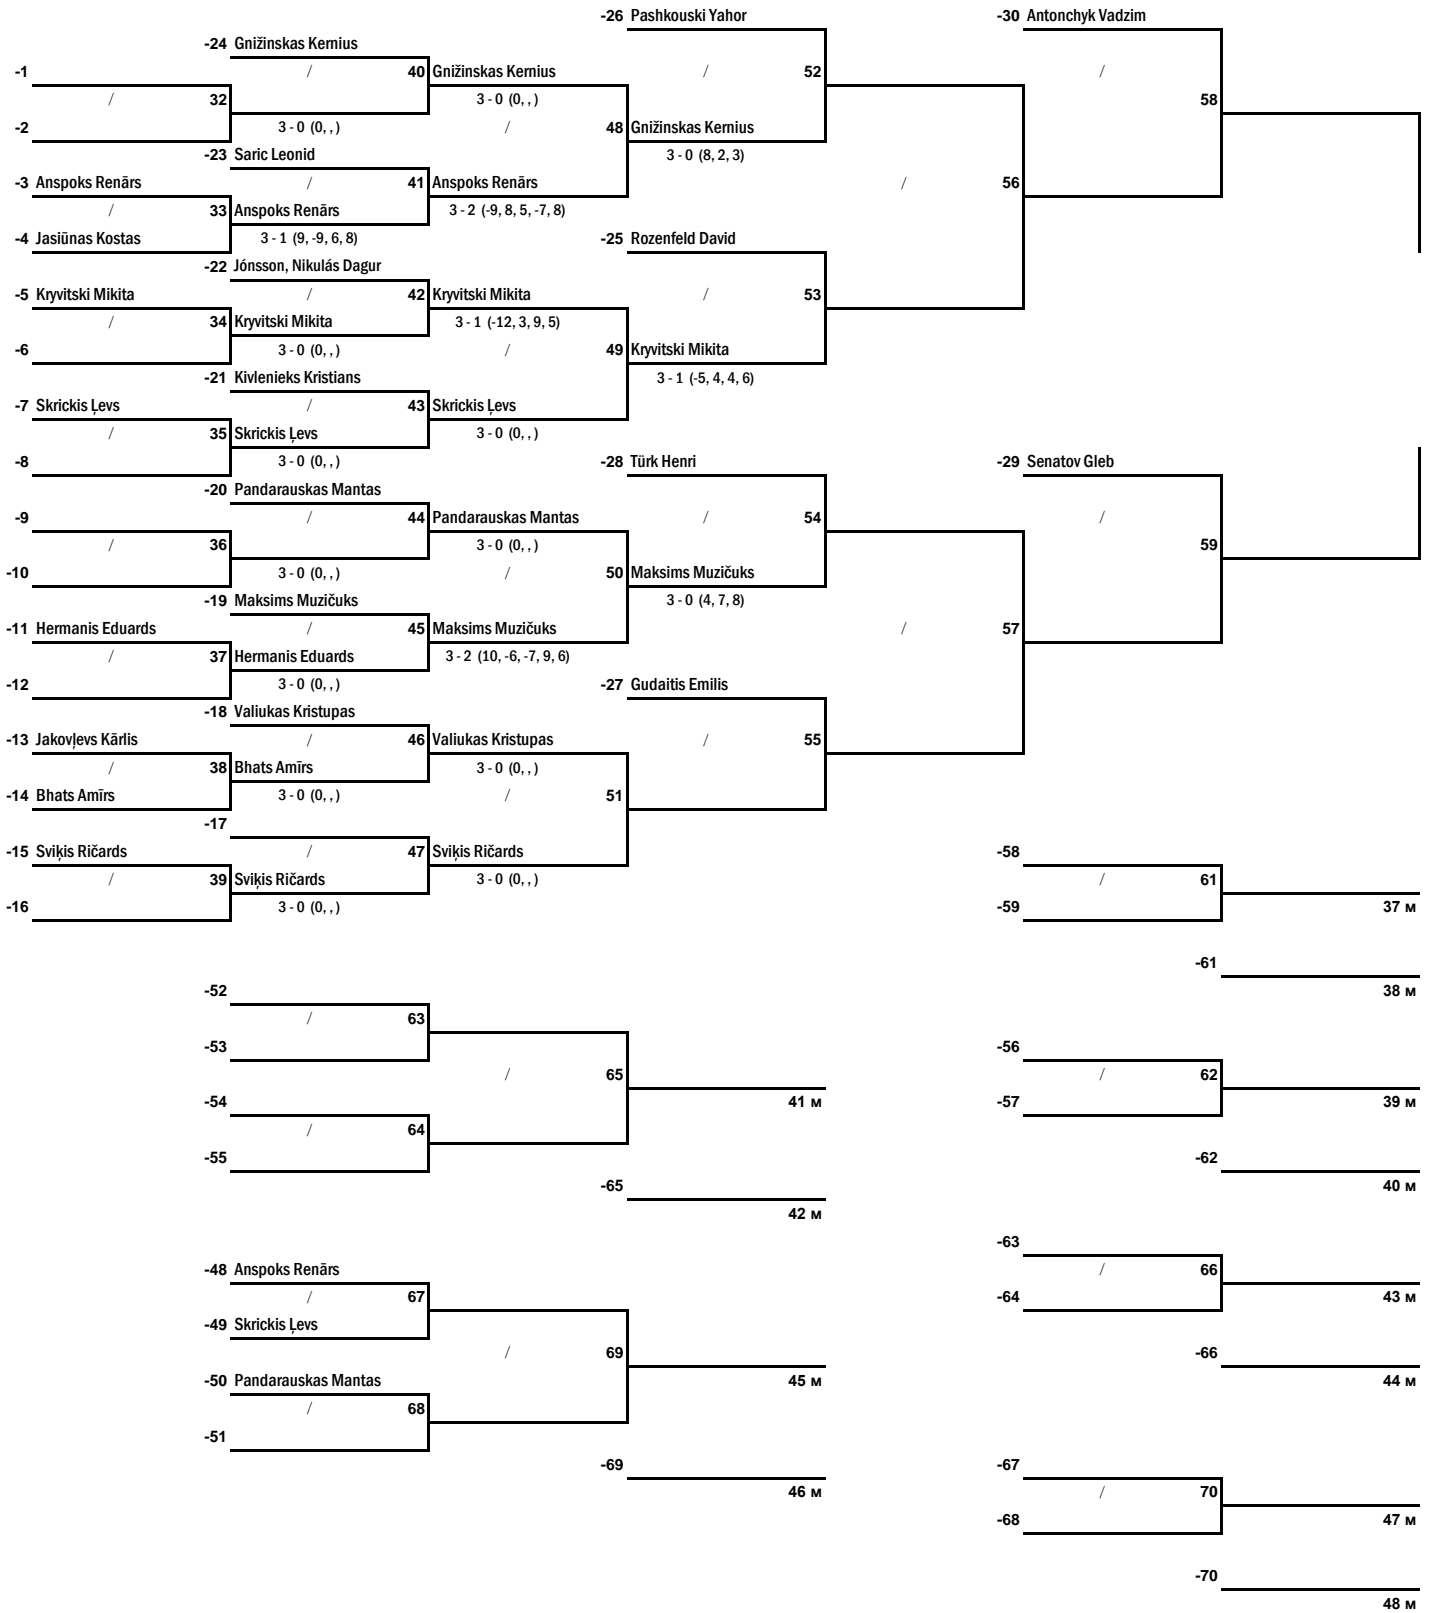 -26 Pashkouski Yahor
-30 Antonchyk Vadzim
-24 Gnižinskas Kernius
-1
/
40 Gnižinskas Kernius
/
52
/
/
32
3 - 0 (0, , )
58
-2
3 - 0 (0, , )
/
48 Gnižinskas Kernius
-23 Saric Leonid
3 - 0 (8, 2, 3)
-3 Anspoks Renārs
/
41 Anspoks Renārs
/
56
/
33 Anspoks Renārs
3 - 2 (-9, 8, 5, -7, 8)
-4 Jasiūnas Kostas
3 - 1 (9, -9, 6, 8)
-25 Rozenfeld David
-22 Jónsson, Nikulás Dagur
-5 Kryvitski Mikita
/
42 Kryvitski Mikita
/
53
/
34 Kryvitski Mikita
3 - 1 (-12, 3, 9, 5)
-6
3 - 0 (0, , )
/
49 Kryvitski Mikita
-21 Kivlenieks Kristians
3 - 1 (-5, 4, 4, 6)
-7 Skrickis Ļevs
/
43 Skrickis Ļevs
/
35 Skrickis Ļevs
3 - 0 (0, , )
-8
3 - 0 (0, , )
-28 Türk Henri
-29 Senatov Gleb
-20 Pandarauskas Mantas
-9
/
44 Pandarauskas Mantas
/
54
/
/
36
3 - 0 (0, , )
59
-10
3 - 0 (0, , )
/
50 Maksims Muzičuks
-19 Maksims Muzičuks
3 - 0 (4, 7, 8)
-11 Hermanis Eduards
/
45 Maksims Muzičuks
/
57
/
37 Hermanis Eduards
3 - 2 (10, -6, -7, 9, 6)
-12
3 - 0 (0, , )
-27 Gudaitis Emilis
-18 Valiukas Kristupas
-13 Jakovļevs Kārlis
/
46 Valiukas Kristupas
/
55
/
38 Bhats Amīrs
3 - 0 (0, , )
-14 Bhats Amīrs
3 - 0 (0, , )
/
51
-17
-15 Sviķis Ričards
/
47 Sviķis Ričards
-58
/
39 Sviķis Ričards
3 - 0 (0, , )
/
61
-16
3 - 0 (0, , )
-59
37 м
-61
-52
38 м
/
63
-53
-56
/
65
/
62
-54
41 м
-57
39 м
/
64
-55
-62
-65
40 м
42 м
-63
-48 Anspoks Renārs
/
66
/
67
-64
43 м
-49 Skrickis Ļevs
/
69
-66
-50 Pandarauskas Mantas
45 м
44 м
/
68
-51
-69
-67
46 м
/
70
-68
47 м
-70
48 м